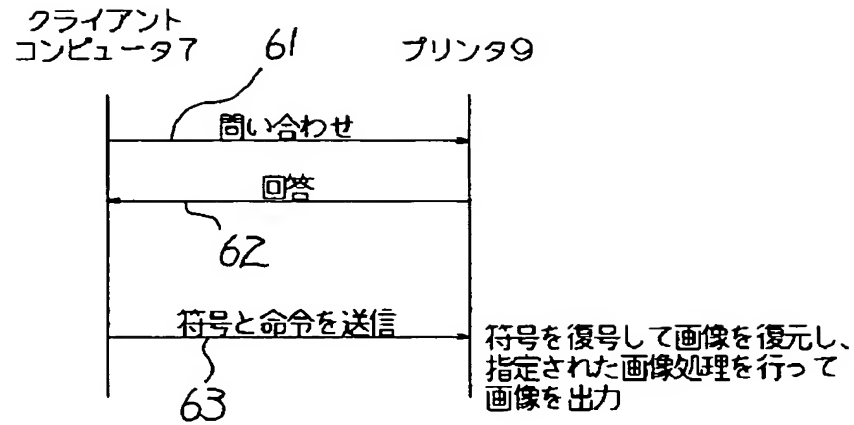 クライアント
コンピュータ7
61
プリンタ9
問い合わせ
回答
62
符号と命令を送信
63
符号を復号して画像を復元し、
指定された画像処理を行って
画像を出力